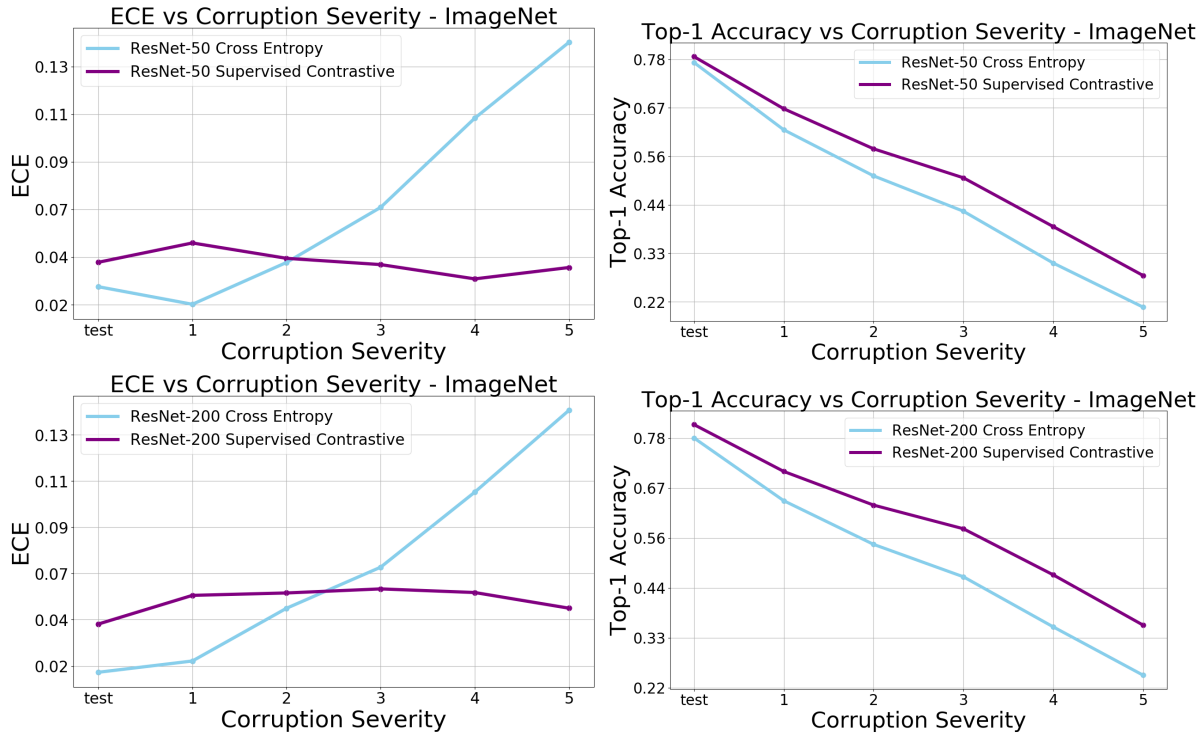 ECE vs Corruption Severity - ImageNet
ResNet-50 Cross Entropy
ResNet-50 Supervised Contrastive
ECE
0.13
0.11
0.09
0.07
0.04
0.02
test 1 2 3 4 5
Corruption Severity
Top-1 Accuracy vs Corruption Severity - ImageNet
ResNet-50 Cross Entropy
ResNet-50 Supervised Contrastive
Top-1 Accuracy
0.78
0.67
0.56
0.44
0.33
0.22
test 1 2 3 4 5
Corruption Severity
ECE vs Corruption Severity - ImageNet
ResNet-200 Cross Entropy
ResNet-200 Supervised Contrastive
ECE
0.13
0.11
0.09
0.07
0.04
0.02
test 1 2 3 4 5
Corruption Severity
Top-1 Accuracy vs Corruption Severity - ImageNet
ResNet-200 Cross Entropy
ResNet-200 Supervised Contrastive
Top-1 Accuracy
0.78
0.67
0.56
0.44
0.33
0.22
test 1 2 3 4 5
Corruption Severity